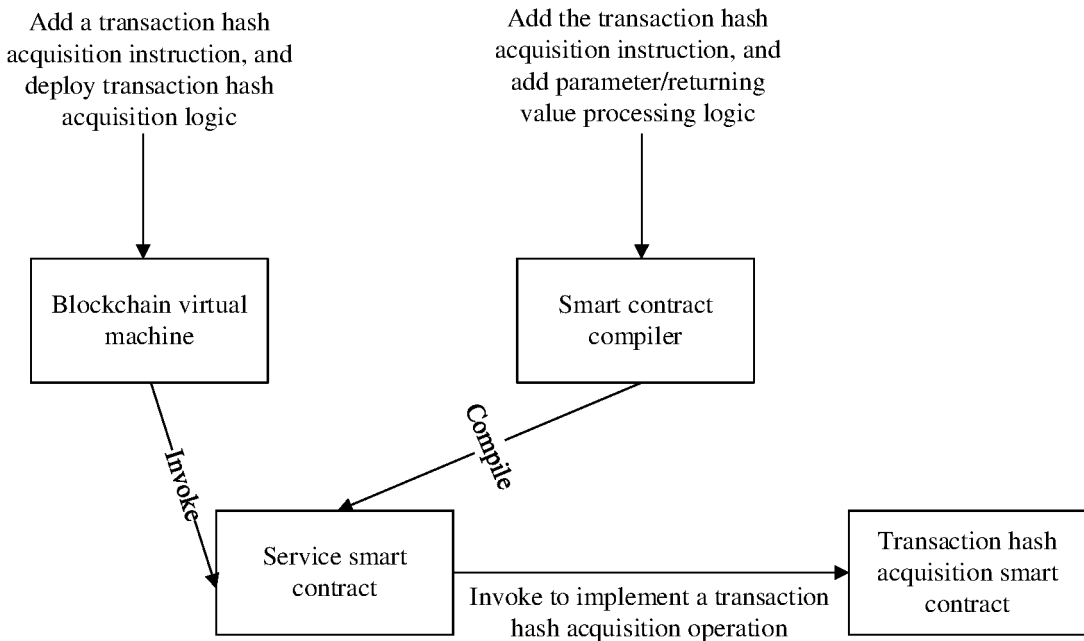 Add a transaction hash
acquisition instruction, and
deploy transaction hash
acquisition logic
Add the transaction hash
acquisition instruction, and
add parameter/returning
value processing logic
Blockchain virtual
machine
Smart contract
compiler
Invoke
Compile
Service smart
contract
Invoke to implement a transaction
hash acquisition operation
Transaction hash
acquisition smart
contract